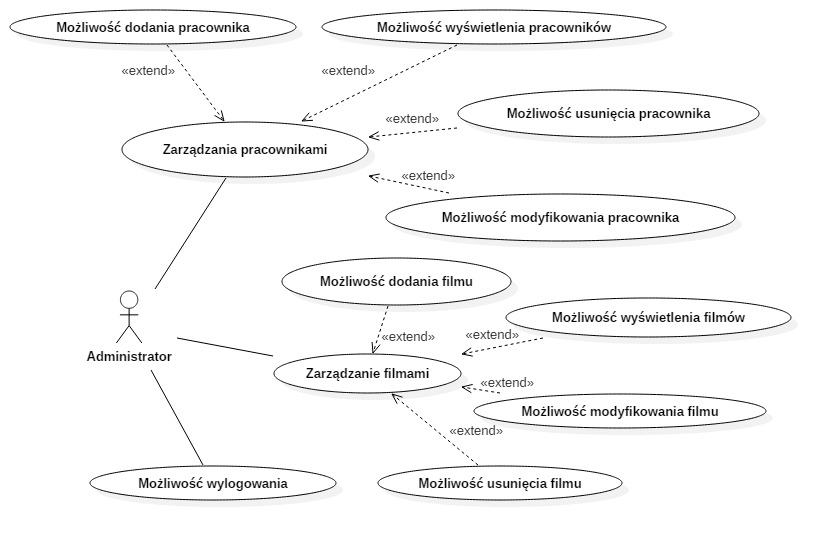 Możliwość dodania pracownika
Możliwość wyświetlenia pracowników
«extend»
«extend»
Możliwość usunięcia pracownika
«extend»
Zarządzania pracownikami
«extend»
Możliwość modyfikowania pracownika
Możliwość dodania filmu
Możliwość wyświetlenia filmów
«extend»
«extend»
Administrator
Zarządzanie filmami
«extend»
Możliwość modyfikowania filmu
«extend»
Możliwość wylogowania
Możliwość usunięcia filmu